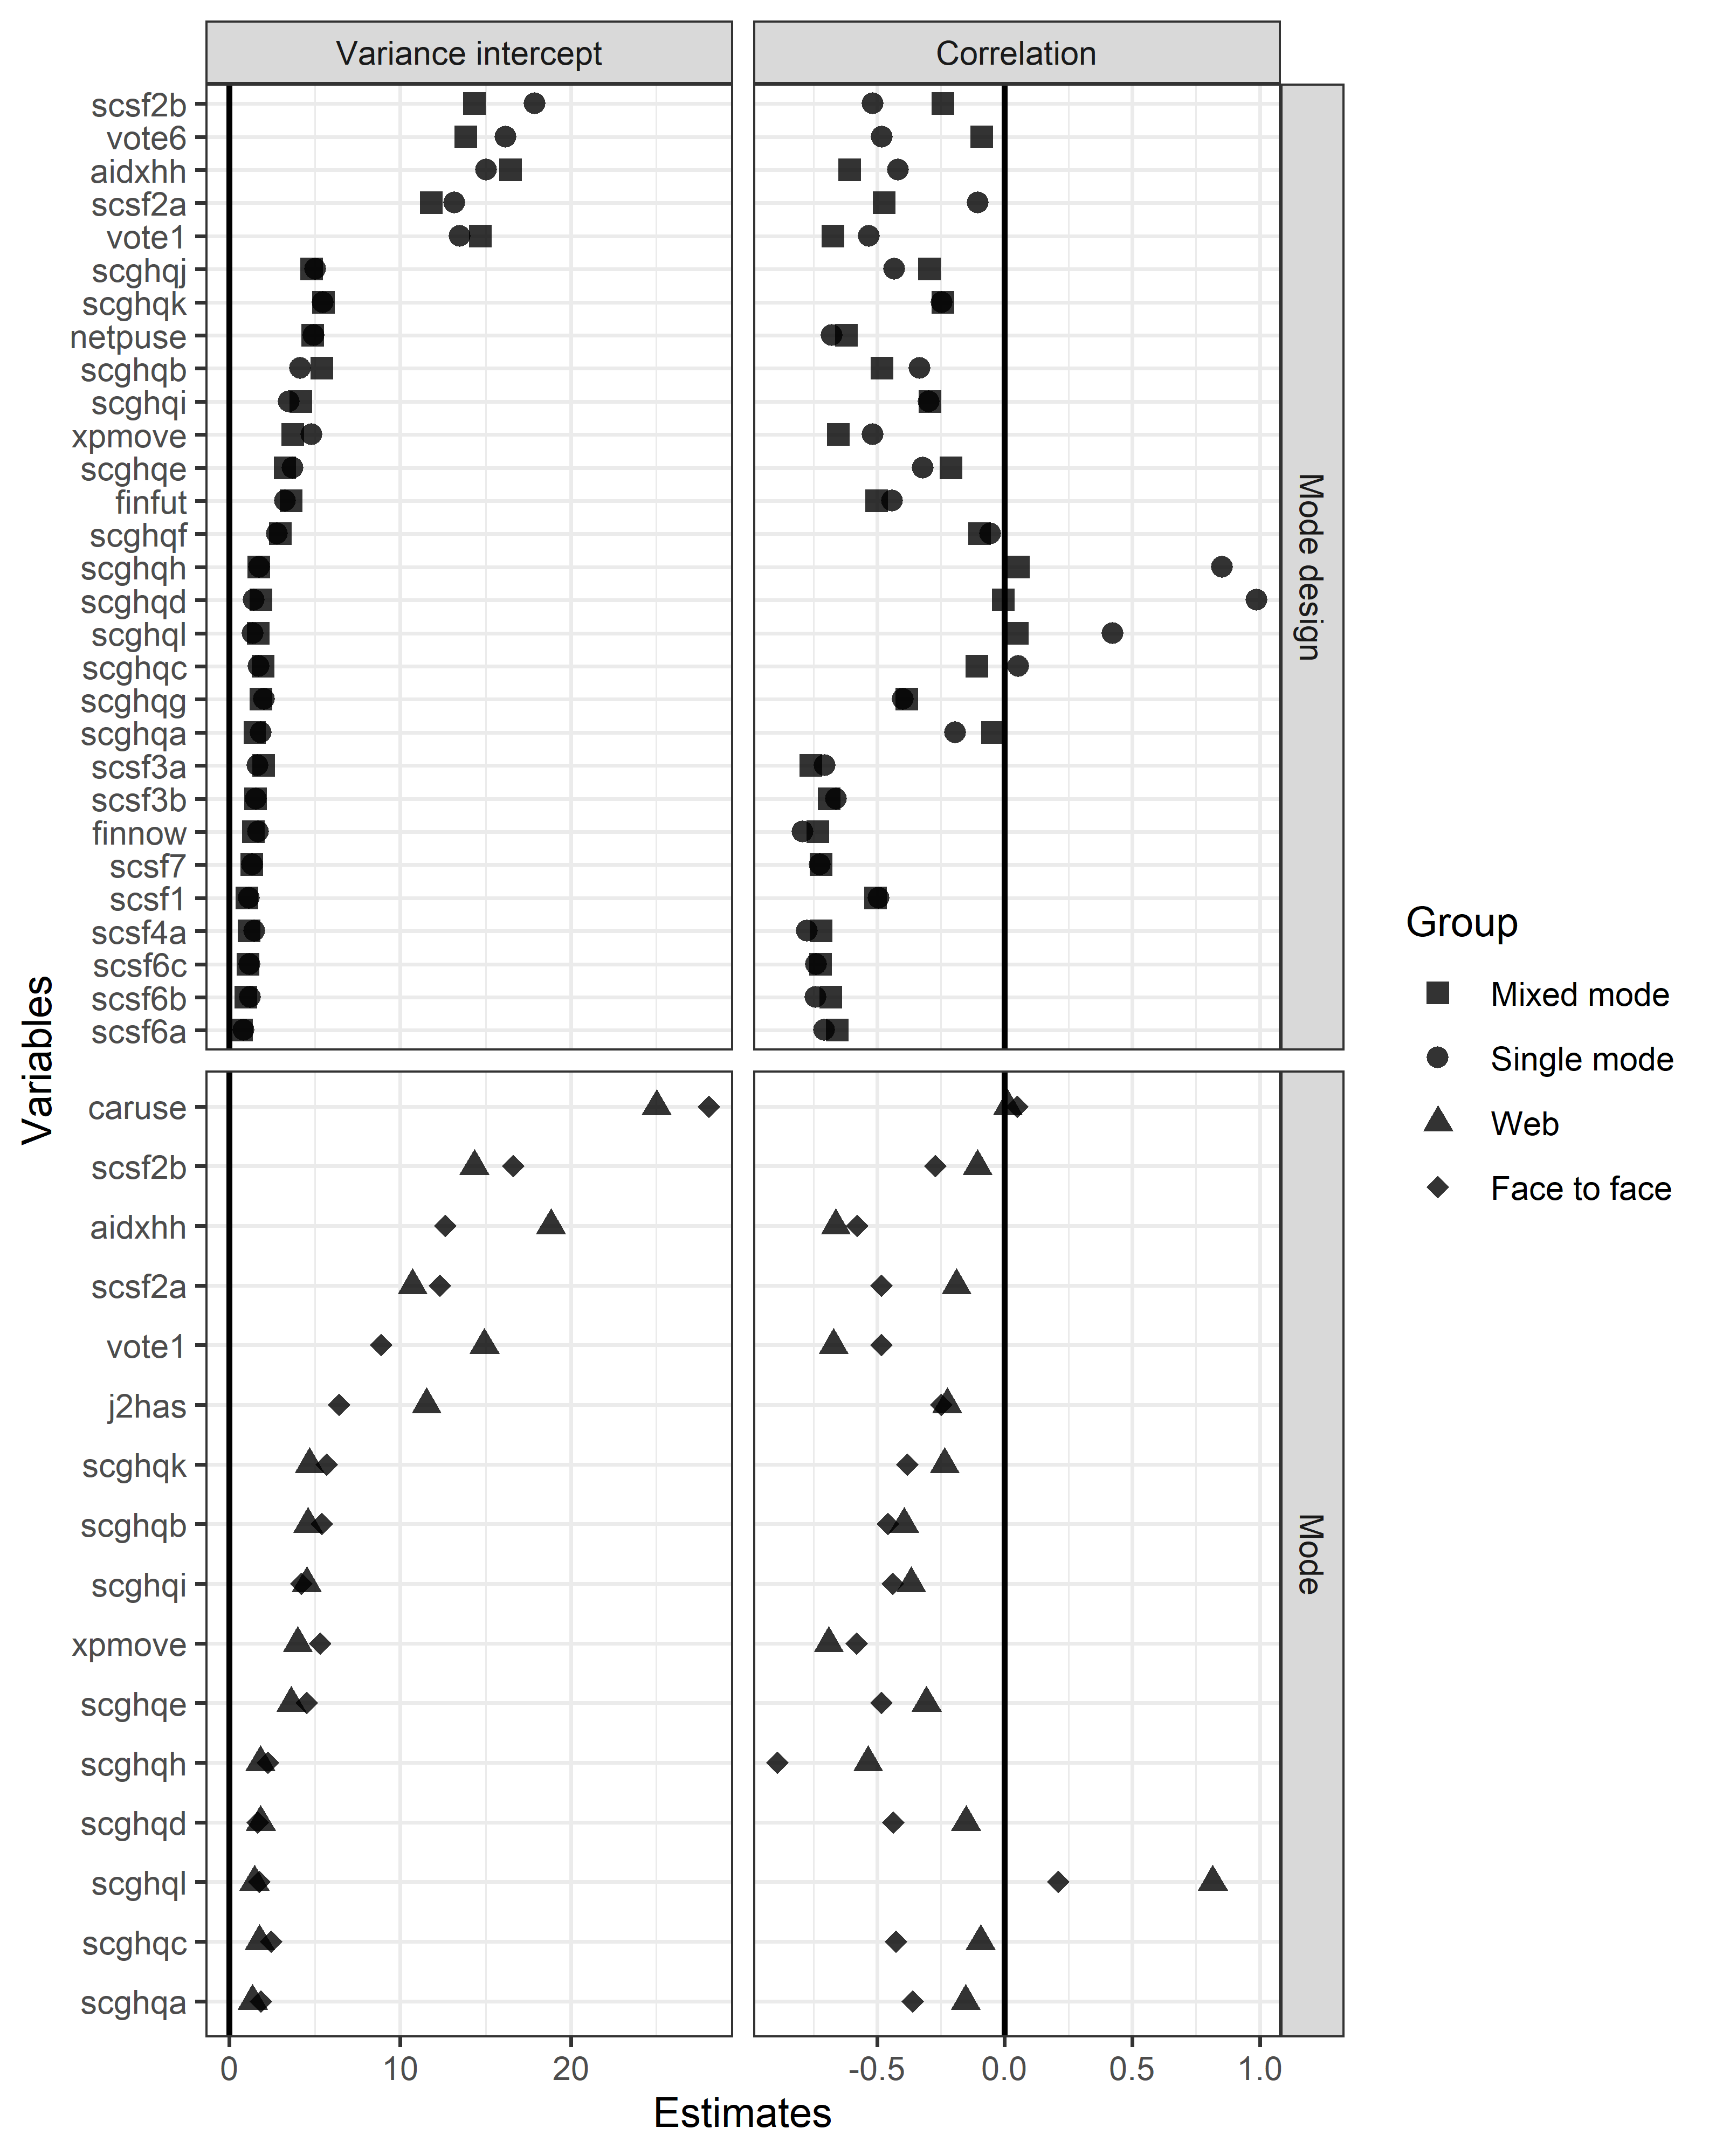 Variance intercept
Correlation
scsf2b
vote6
aidxhh
scsf2a
vote1
scghqj
scghqk
netpuse
scghqb
scghqi
xpmove
scghqe
finfut
scghqf
scghqh
scghqd
scghql
scghqc
scghqg
scghqa
scsf3a
scsf3b
finnow
scsf7
scsf1
scsf4a
scsf6c
scsf6b
scsf6a
Mode design
Variables
caruse
scsf2b
aidxhh
scsf2a
vote1
j2has
scghqk
scghqb
scghqi
xpmove
scghqe
scghqh
scghqd
scghql
scghqc
scghqa
Mode
0 10 20
-0.5 0.0 0.5 1.0
Estimates
Group
Mixed mode
Single mode
Web
Face to face